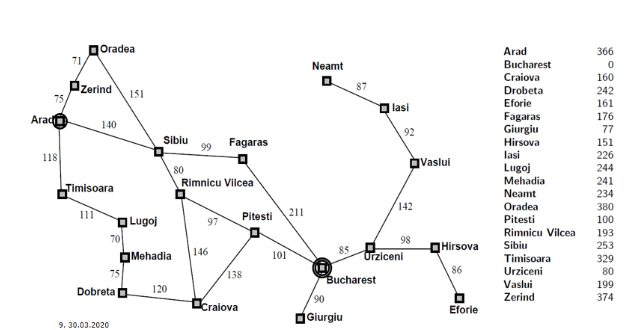 Oradea
71
Neamt
Zerind
87
151
75
Iasi
Arad
140
92
Sibiu
Fagaras
118
99
Vaslui
80
Timisoara
Rimnicu Vilcea
111
211
142
Lugoj
97
Pitesti
70
98
Hirsova
85
146
101
Urziceni
Mehadia
138
86
75
Bucharest
Dobreta
120
90
Craiova
Eforie
Giurgiu
9, 30.03.2020
Arad 366
Bucharest 0
Craiova 160
Drobeta 242
Eforie 161
Fagaras 176
Giurgiu 77
Hirsova 151
Iasi 226
Lugoj 244
Mehadia 241
Neamt 234
Oradea 380
Pitesti 100
Rimnicu Vilcea 193
Sibiu 253
Timisoara 329
Urziceni 80
Vaslui 199
Zerind 374